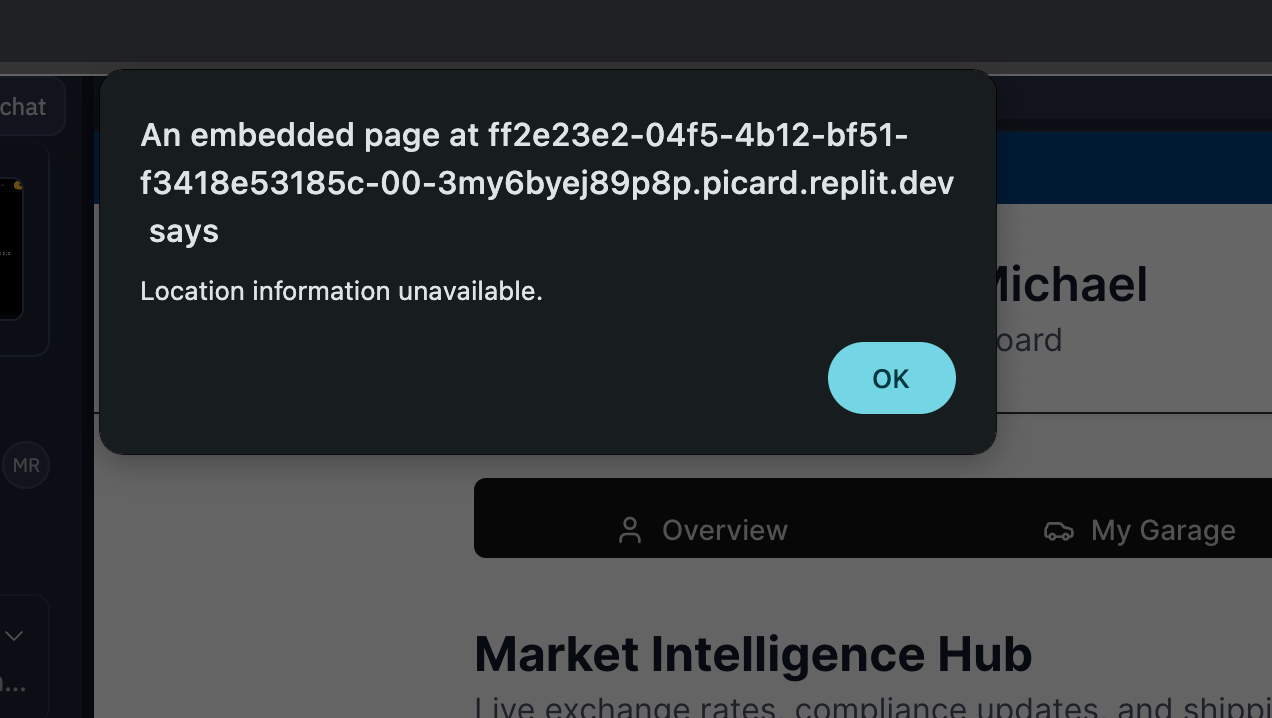 chat
An embedded page at ff2e23e2-04f5-4b12-bf51-
f3418e53185c-00-3my6byej89p8p.picard.replit.dev
says
Location information unavailable.
OK
Michael
oard
MR
Overview
My Garage
Market Intelligence Hub
Live exchange rates, compliance updates, and shippi